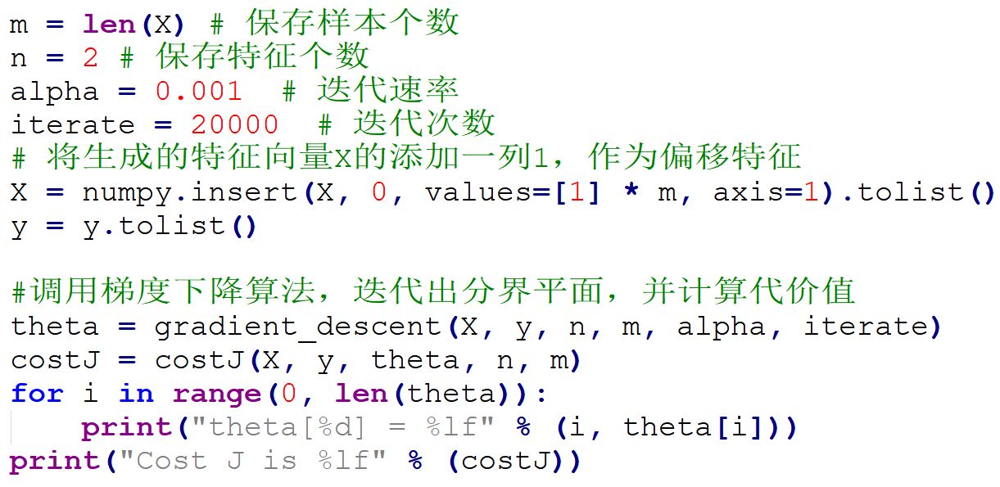 m = len(X) # 保存样本个数
n = 2 # 保存特征个数
alpha = 0.001  # 迭代速率
iterate = 20000  # 迭代次数
# 将生成的特征向量X的添加一列1，作为偏移特征
X = numpy.insert(X, 0, values=[1] * m, axis=1).tolist()
y = y.tolist()

#调用梯度下降算法，迭代出分界平面，并计算代价值
theta = gradient_descent(X, y, n, m, alpha, iterate)
costJ = costJ(X, y, theta, n, m)
for i in range(0, len(theta)):
    print("theta[%d] = %lf" % (i, theta[i]))
print("Cost J is %lf" % (costJ))